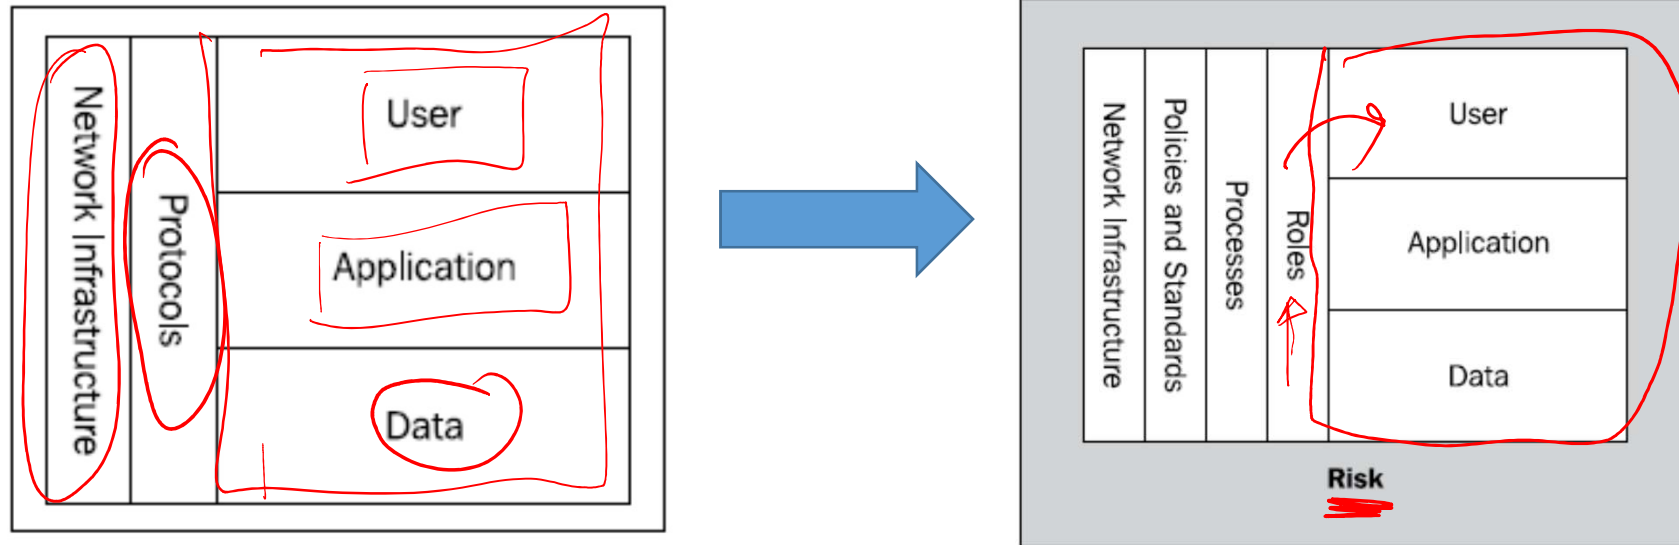 Network Infrastructure
Protocols
User
Application
Data
Network Infrastructure
Policies and Standards
Processes
Roles
User
Application
Data
Risk